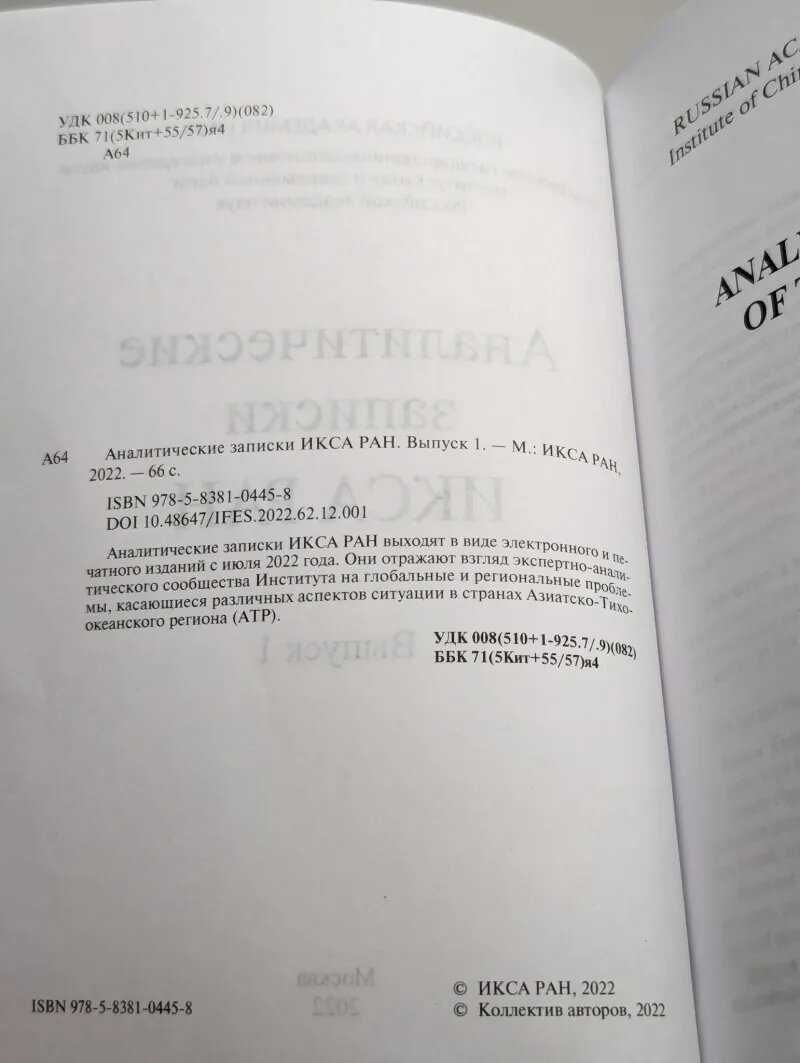 УДК 008(510+1-925.7/.9)(082)
ББК 71(5Кит+55/57)я4
А64
А64
Аналитические записки ИКСА РАН. Выпуск 1. — М.: ИКСА РАН,
2022. — 66 с.
ISBN 978-5-8381-0445-8
DOI 10.48647/IFES.2022.62.12.001
Аналитические записки ИКСА РАН выходят в виде электронного и пе-
чатного изданий с июля 2022 года. Они отражают взгляд экспертно-анали-
тического сообщества Института на глобальные и региональные пробле-
мы, касающиеся различных аспектов ситуации в странах Азиатско-Тихо-
океанского региона (АТР).
УДК 008(510+1-925.7/.9)(082)
ББК 71(5Кит+55/57)я4
ISBN 978-5-8381-0445-8
© ИКСА РАН, 2022
© Коллектив авторов, 2022
RUSSIAN AC
Institute of Chin
ANAL
OF